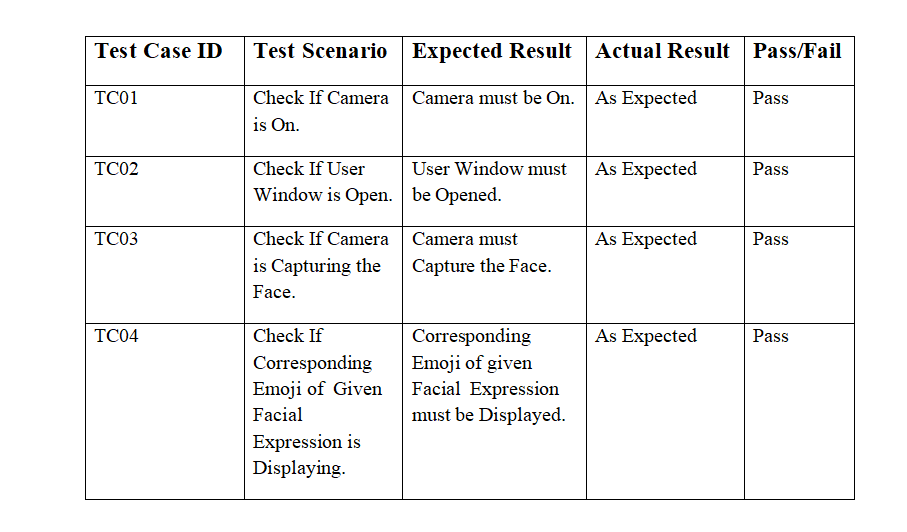 Test Case ID Test Scenario Expected Result Actual Result Pass/Fail
TC01 Check If Camera Camera must be On. As Expected Pass
is On.
TC02 Check If User User Window must As Expected Pass
Window is Open. be Opened.
TC03 Check If Camera Camera must As Expected Pass
is Capturing the Capture the Face.
Face.
TC04 Check If Corresponding As Expected Pass
Corresponding Emoji of given
Emoji of Given Facial Expression
Facial must be Displayed.
Expression is
Displaying.